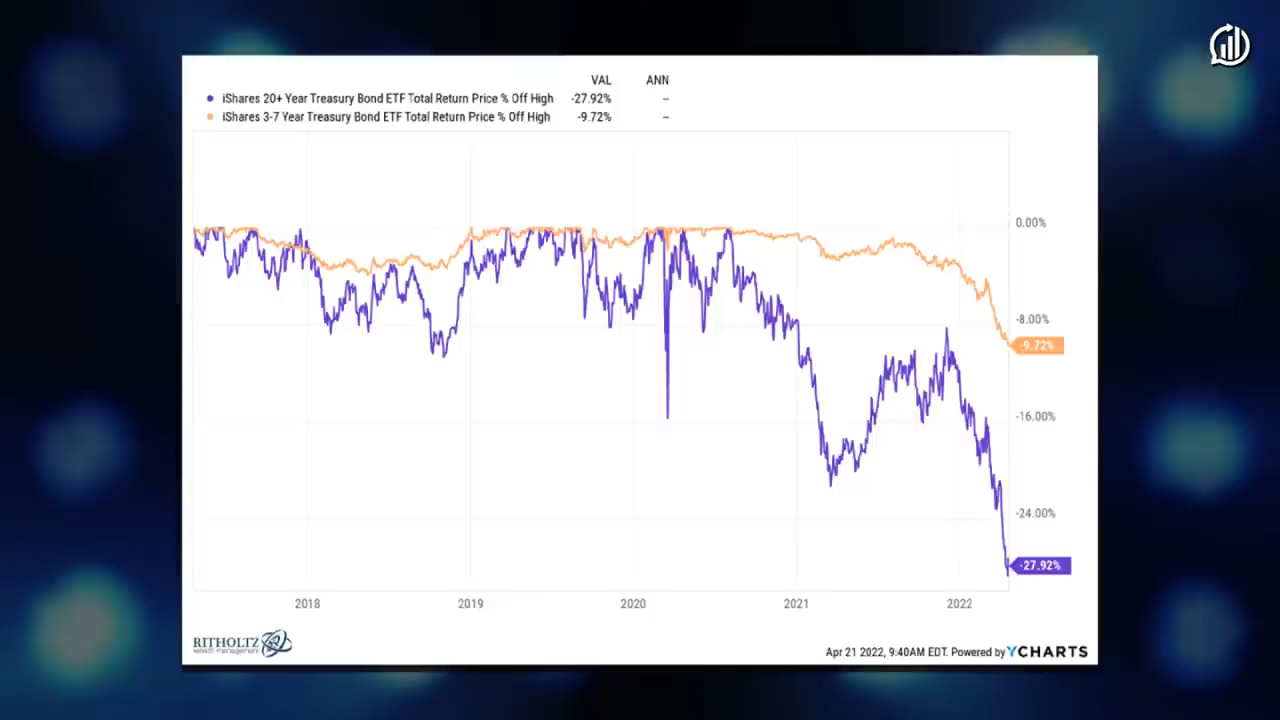 VAL ANN
iShares 20+ Year Treasury Bond ETF Total Return Price % Off High -27.92% --
iShares 3-7 Year Treasury Bond ETF Total Return Price % Off High -9.72% --
0.00%
-8.00%
-9.72%
-16.00%
-24.00%
-27.92%
2018 2019 2020 2021 2022
RITHOLTZ
wealth management
Apr 21 2022, 9:40AM EDT. Powered by YCHARTS